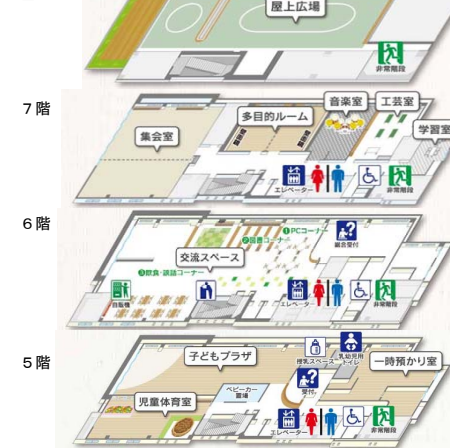 屋上広場
非常階段
7階
音楽室
工芸室
多目的ルーム
集会室
学習室
エレベーター
非常階段
6階
❶PCコーナー
❷図書コーナー
総合受付
交流スペース
❸飲食・談話コーナー
自販機
エレベーター
非常階段
5階
子どもプラザ
授乳スペース
乳幼児用
トイレ
一時預かり室
受付
ベビーカー
置場
児童体育室
エレベーター
非常階段